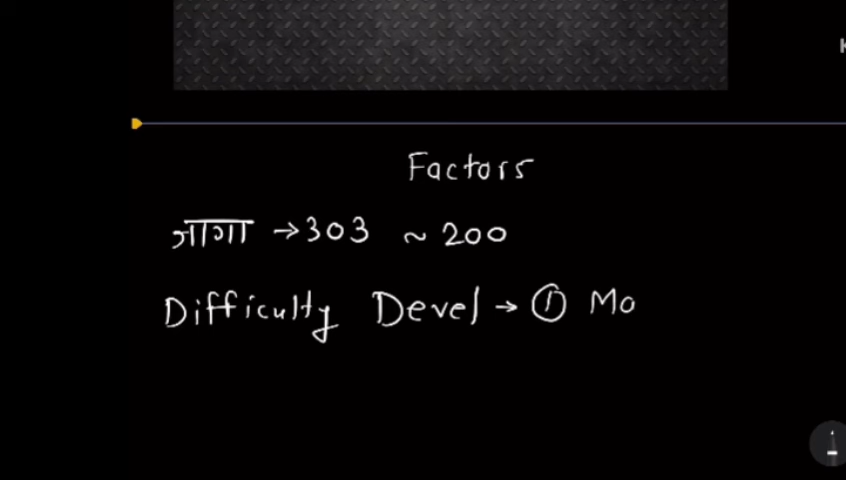 Factors
जागा → 303 ~ 200
Difficulty Devel → ① Mo